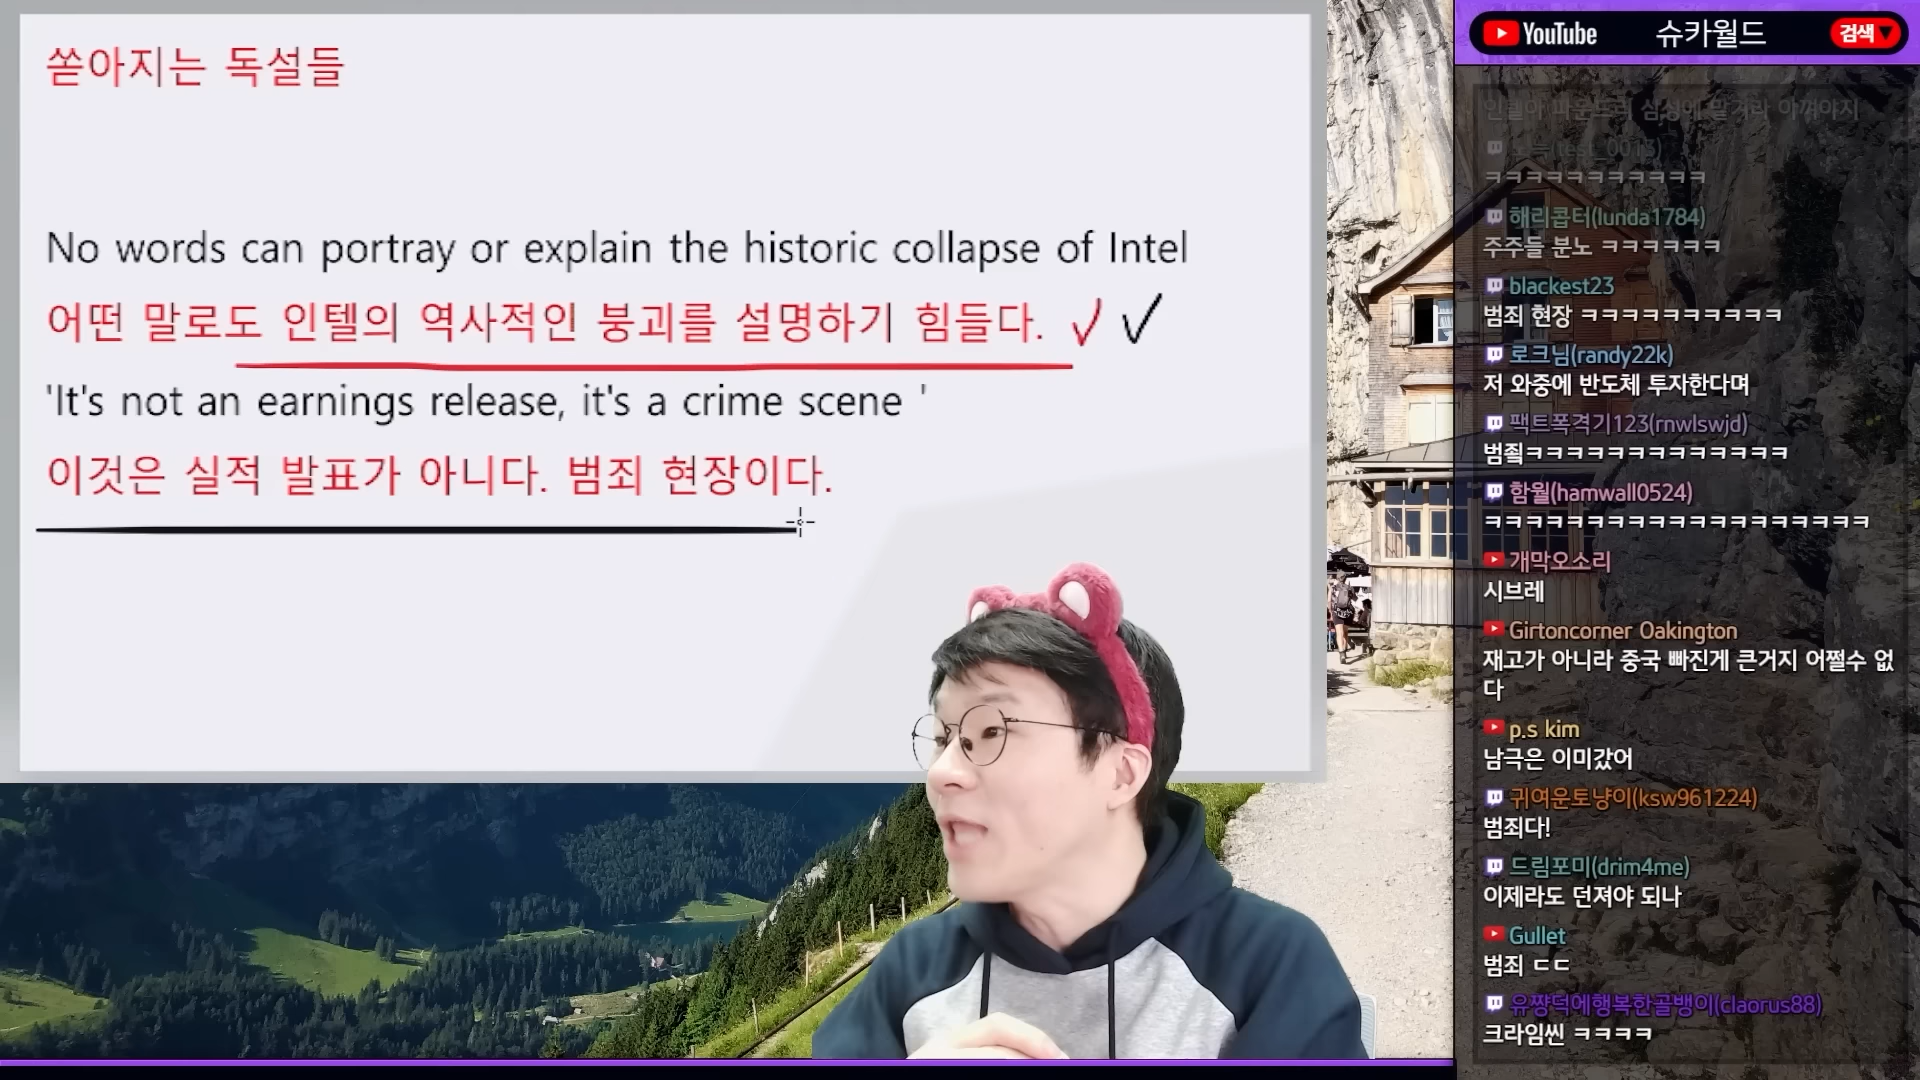 쏟아지는 독설들
No words can portray or explain the historic collapse of Intel
어떤 말로도 인텔의 역사적인 붕괴를 설명하기 힘들다.
'It's not an earnings release, it's a crime scene '
이것은 실적 발표가 아니다. 범죄 현장이다.
YouTube 슈카월드 검색
ㅋㅋㅋㅋㅋㅋㅋㅋㅋㅋㅋ
해리콥터(lunda1784)
주주들 분노 ㅋㅋㅋㅋㅋㅋ
blackest23
범죄 현장 ㅋㅋㅋㅋㅋㅋㅋㅋㅋㅋ
로크님(randy22k)
저 와중에 반도체 투자한다며
팩트폭격기123(rnwlswjd)
범죜ㅋㅋㅋㅋㅋㅋㅋㅋㅋㅋㅋㅋㅋ
함월(hamwall0524)
ㅋㅋㅋㅋㅋㅋㅋㅋㅋㅋㅋㅋㅋㅋㅋㅋㅋㅋㅋ
개막오소리
시브레
Girtoncorner Oakington
재고가 아니라 중국 빠진게 큰거지 어쩔수 없
다
p.s kim
남극은 이미갔어
귀여운토냥이(ksw961224)
범죄다!
드림포미(drim4me)
이제라도 던져야 되나
Gullet
범죄 ㄷㄷ
유쨩덕에행복한골뱅이(claorus88)
크라임씬 ㅋㅋㅋㅋ